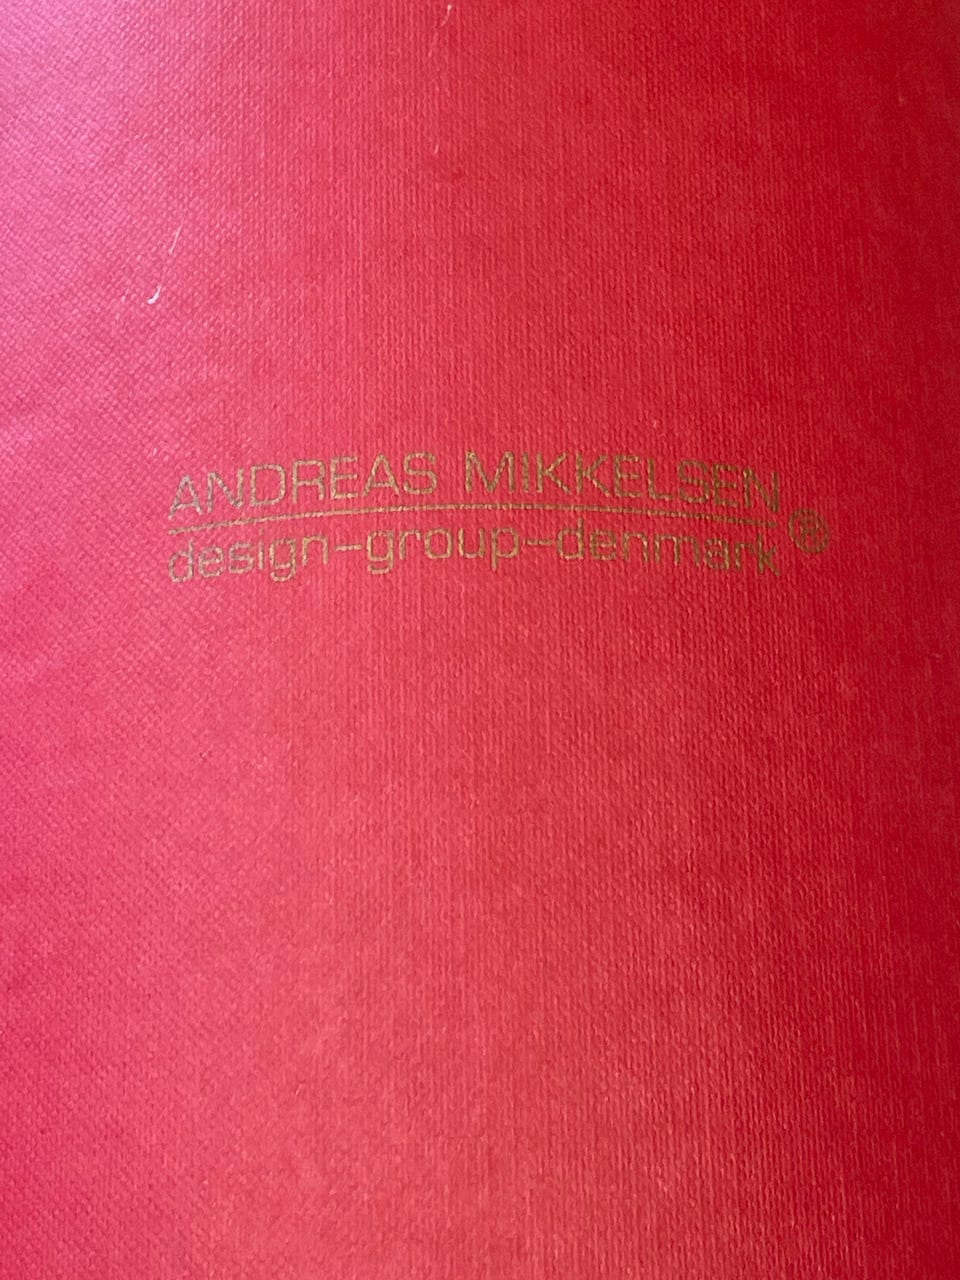 ANDREAS MIKKELSEN
design-group-denmark®